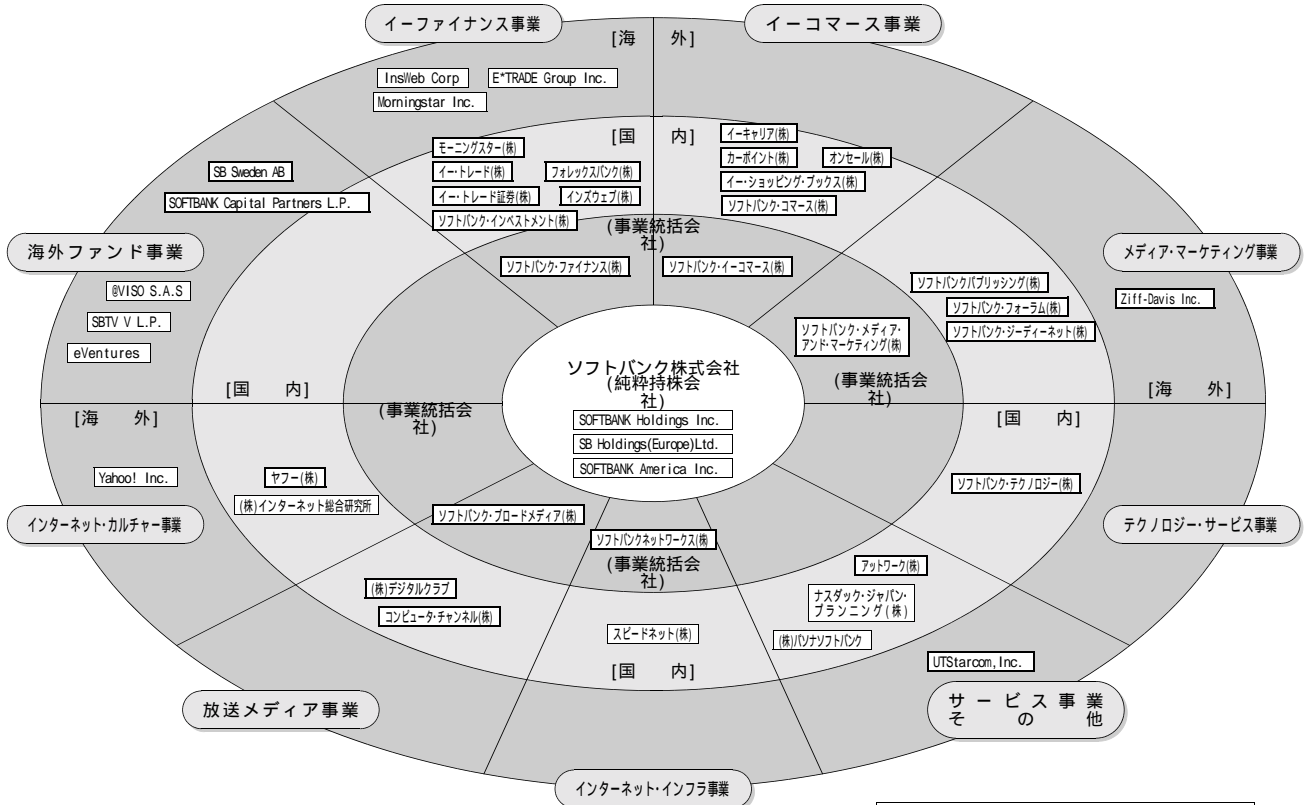 イーファイナンス事業
イーコマース事業
[海 外]
InsWeb Corp
E*TRADE Group Inc.
Morningstar Inc.
[国 内]
モーニングスター(株)
イー・トレード(株)
フォレックスバンク(株)
イー・トレード証券(株)
インズウェブ(株)
ソフトバンク・インベストメント(株)
イーキャリア(株)
カーポイント(株)
オンセール(株)
イー・ショッピング・ブックス(株)
ソフトバンク・コマース(株)
SB Sweden AB
SOFTBANK Capital Partners L.P.
(事業統括会
社)
ソフトバンク・ファイナンス(株)
ソフトバンク・イーコマース(株)
海外ファンド事業
@VISO S.A.S
SBTV V L.P.
eVentures
メディア・マーケティング事業
Ziff-Davis Inc.
ソフトバンクパブリッシング(株)
ソフトバンク・フォーラム(株)
ソフトバンク・ジーディーネット(株)
ソフトバンク・メディア・
アンド・マーケティング(株)
ソフトバンク株式会社
(純粋持株会
社)
SOFTBANK Holdings Inc.
SB Holdings(Europe)Ltd.
SOFTBANK America Inc.
(事業統括会
社)
[国 内]
(事業統括会
社)
[海 外]
[海 外]
[国 内]
Yahoo! Inc.
ヤフー(株)
(株)インターネット総合研究所
インターネット・カルチャー事業
ソフトバンク・テクノロジー(株)
テクノロジー・サービス事業
ソフトバンク・ブロードメディア(株)
ソフトバンクネットワークス(株)
(事業統括会
社)
(株)デジタルクラブ
コンピュータ・チャンネル(株)
アットワーク(株)
ナスダック・ジャパン・
プランニング(株)
(株)パソナソフトバンク
スピードネット(株)
[国 内]
UTStarcom,Inc.
放送メディア事業
サービス事業
その他
インターネット・インフラ事業